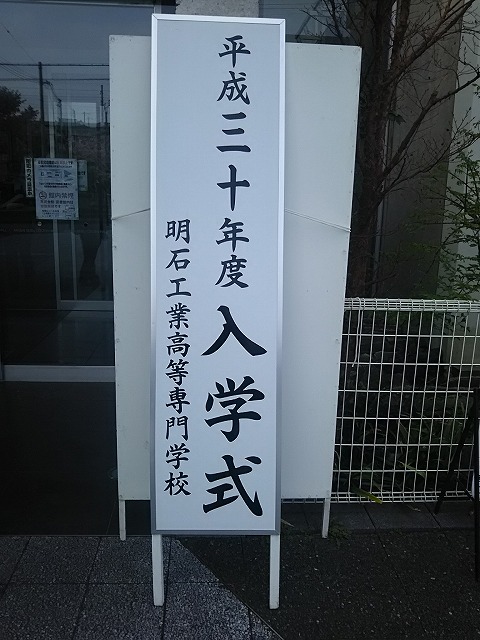 平成三十年度 入学式
明石工業高等専門学校